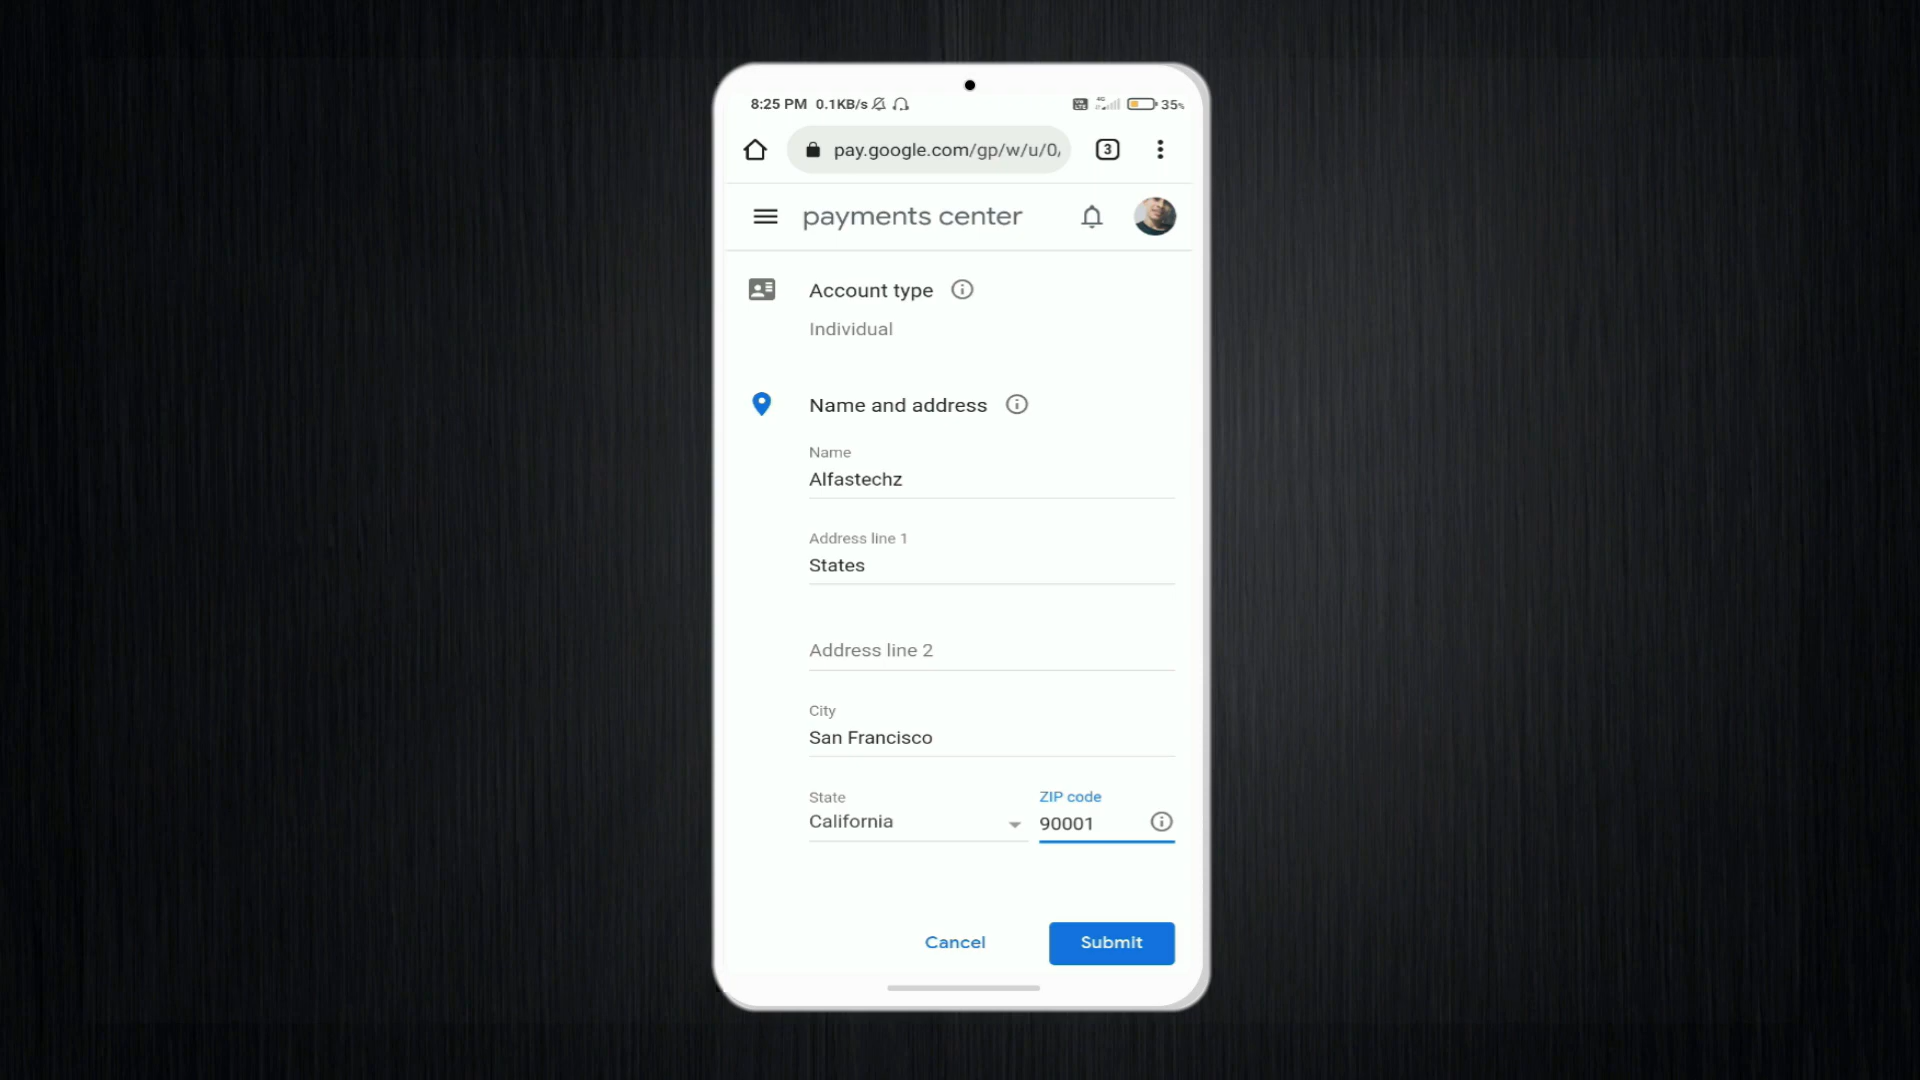 8:25 PM 0.1KB/s 4G 35%
pay.google.com/gp/w/u/0/ 3
payments center
Account type
Individual
Name and address
Name
Alfastechz
Address line 1
States
Address line 2
City
San Francisco
State ZIP code
California 90001
Cancel Submit